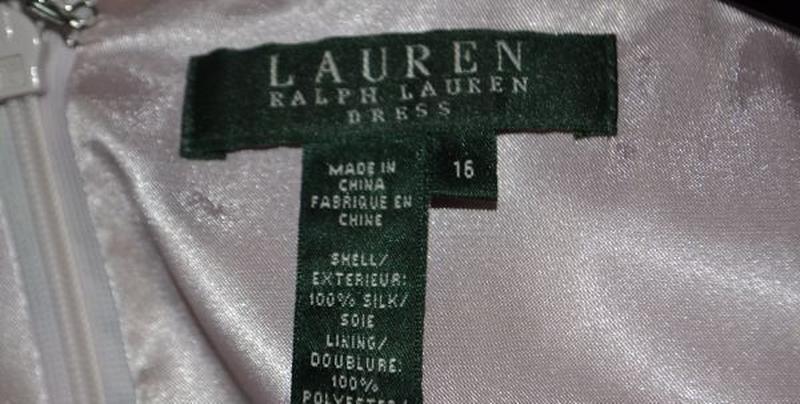 LAUREN
RALPH LAUREN
DRESS
16
MADE IN
CHINA
FABRIQUE EN
CHINE
SHELL/
EXTERIEUR:
100% SILK/
SOIE
LINING/
DOUBLURE:
100%
POLYESTER/